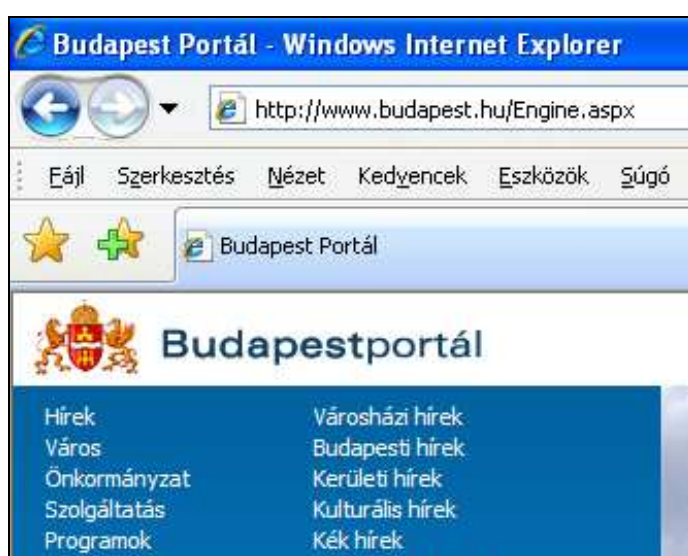 Budapest Portál - Windows Internet Explorer
http://www.budapest.hu/Engine.aspx
Fájl Szerkesztés Nézet Kedvencek Eszközök Súgó
Budapest Portál
Budapestportál
Hírek Városházi hírek
Város Budapesti hírek
Önkormányzat Kerületi hírek
Szolgáltatás Kulturális hírek
Programok Kék hírek